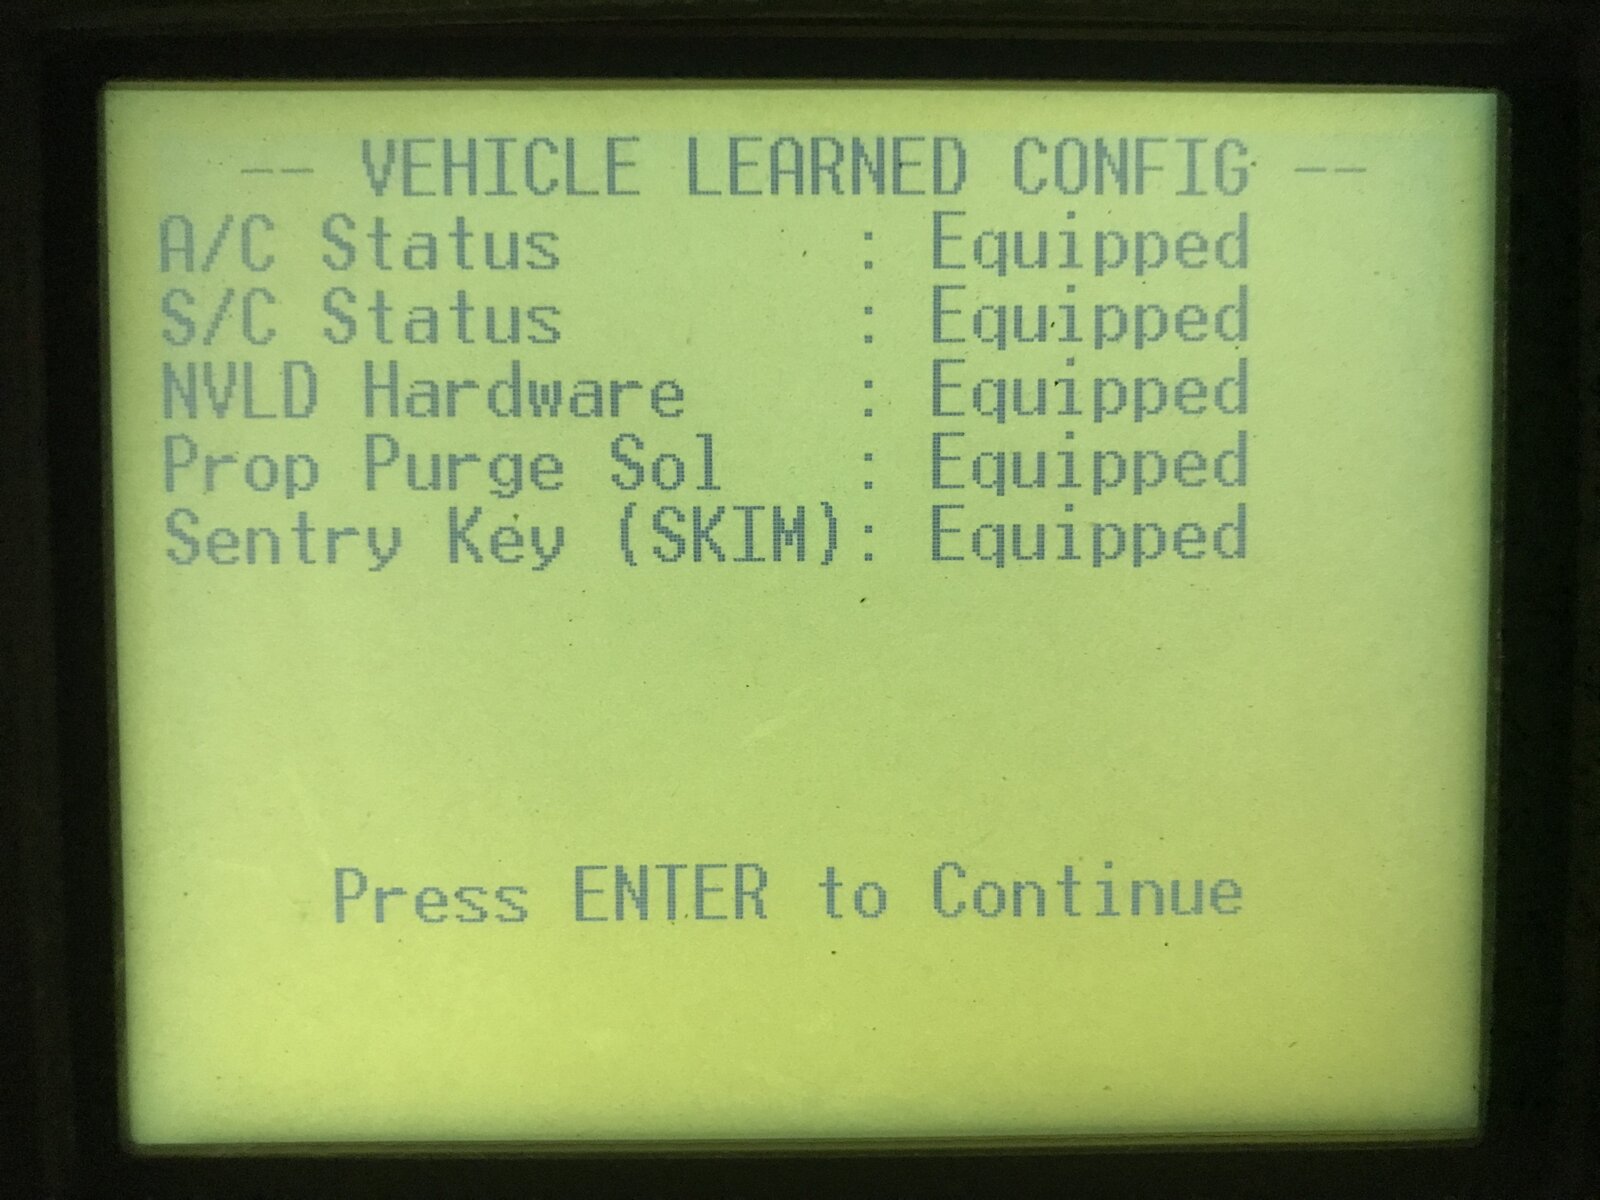 -- VEHICLE LEARNED CONFIG --
A/C Status : Equipped
S/C Status : Equipped
NVLD Hardware : Equipped
Prop Purge Sol : Equipped
Sentry Key (SKIM): Equipped
Press ENTER to Continue